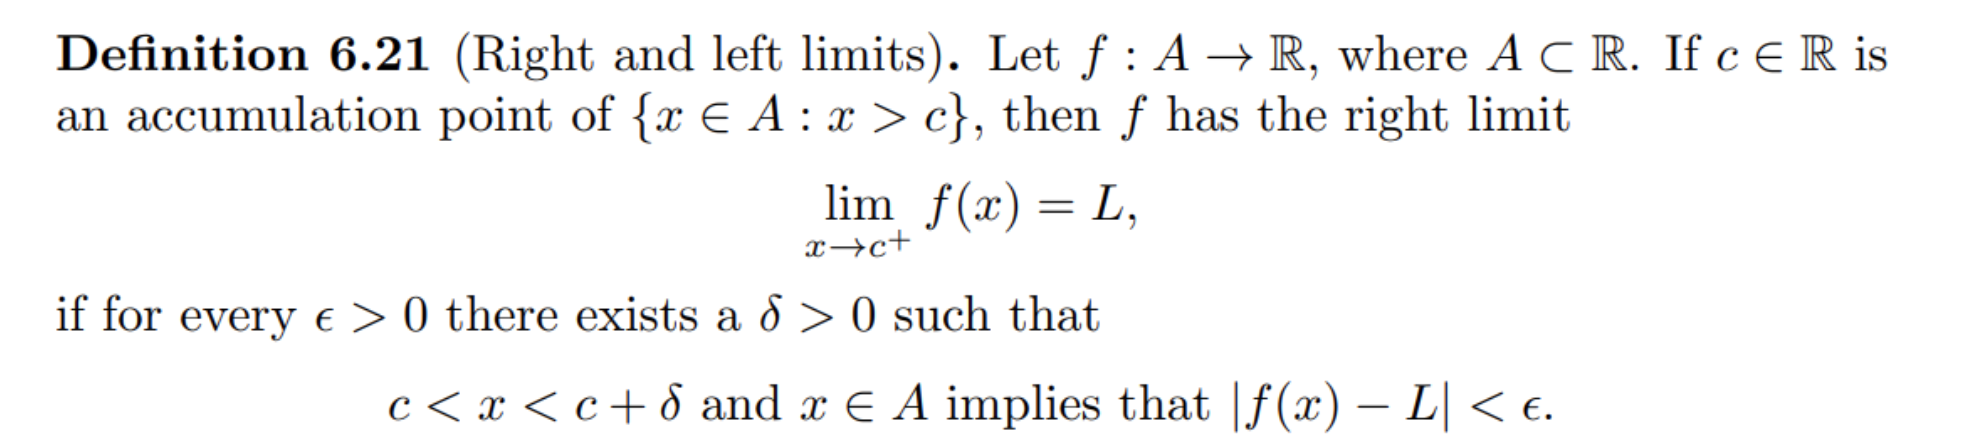 Definition 6.21 (Right and left limits). Let f : A → ℝ, where A ⊂ ℝ. If c ∈ ℝ is
an accumulation point of {x ∈ A : x > c}, then f has the right limit
lim f(x) = L,
x→c⁺
if for every ϵ > 0 there exists a δ > 0 such that
c < x < c + δ and x ∈ A implies that |f(x) − L| < ϵ.